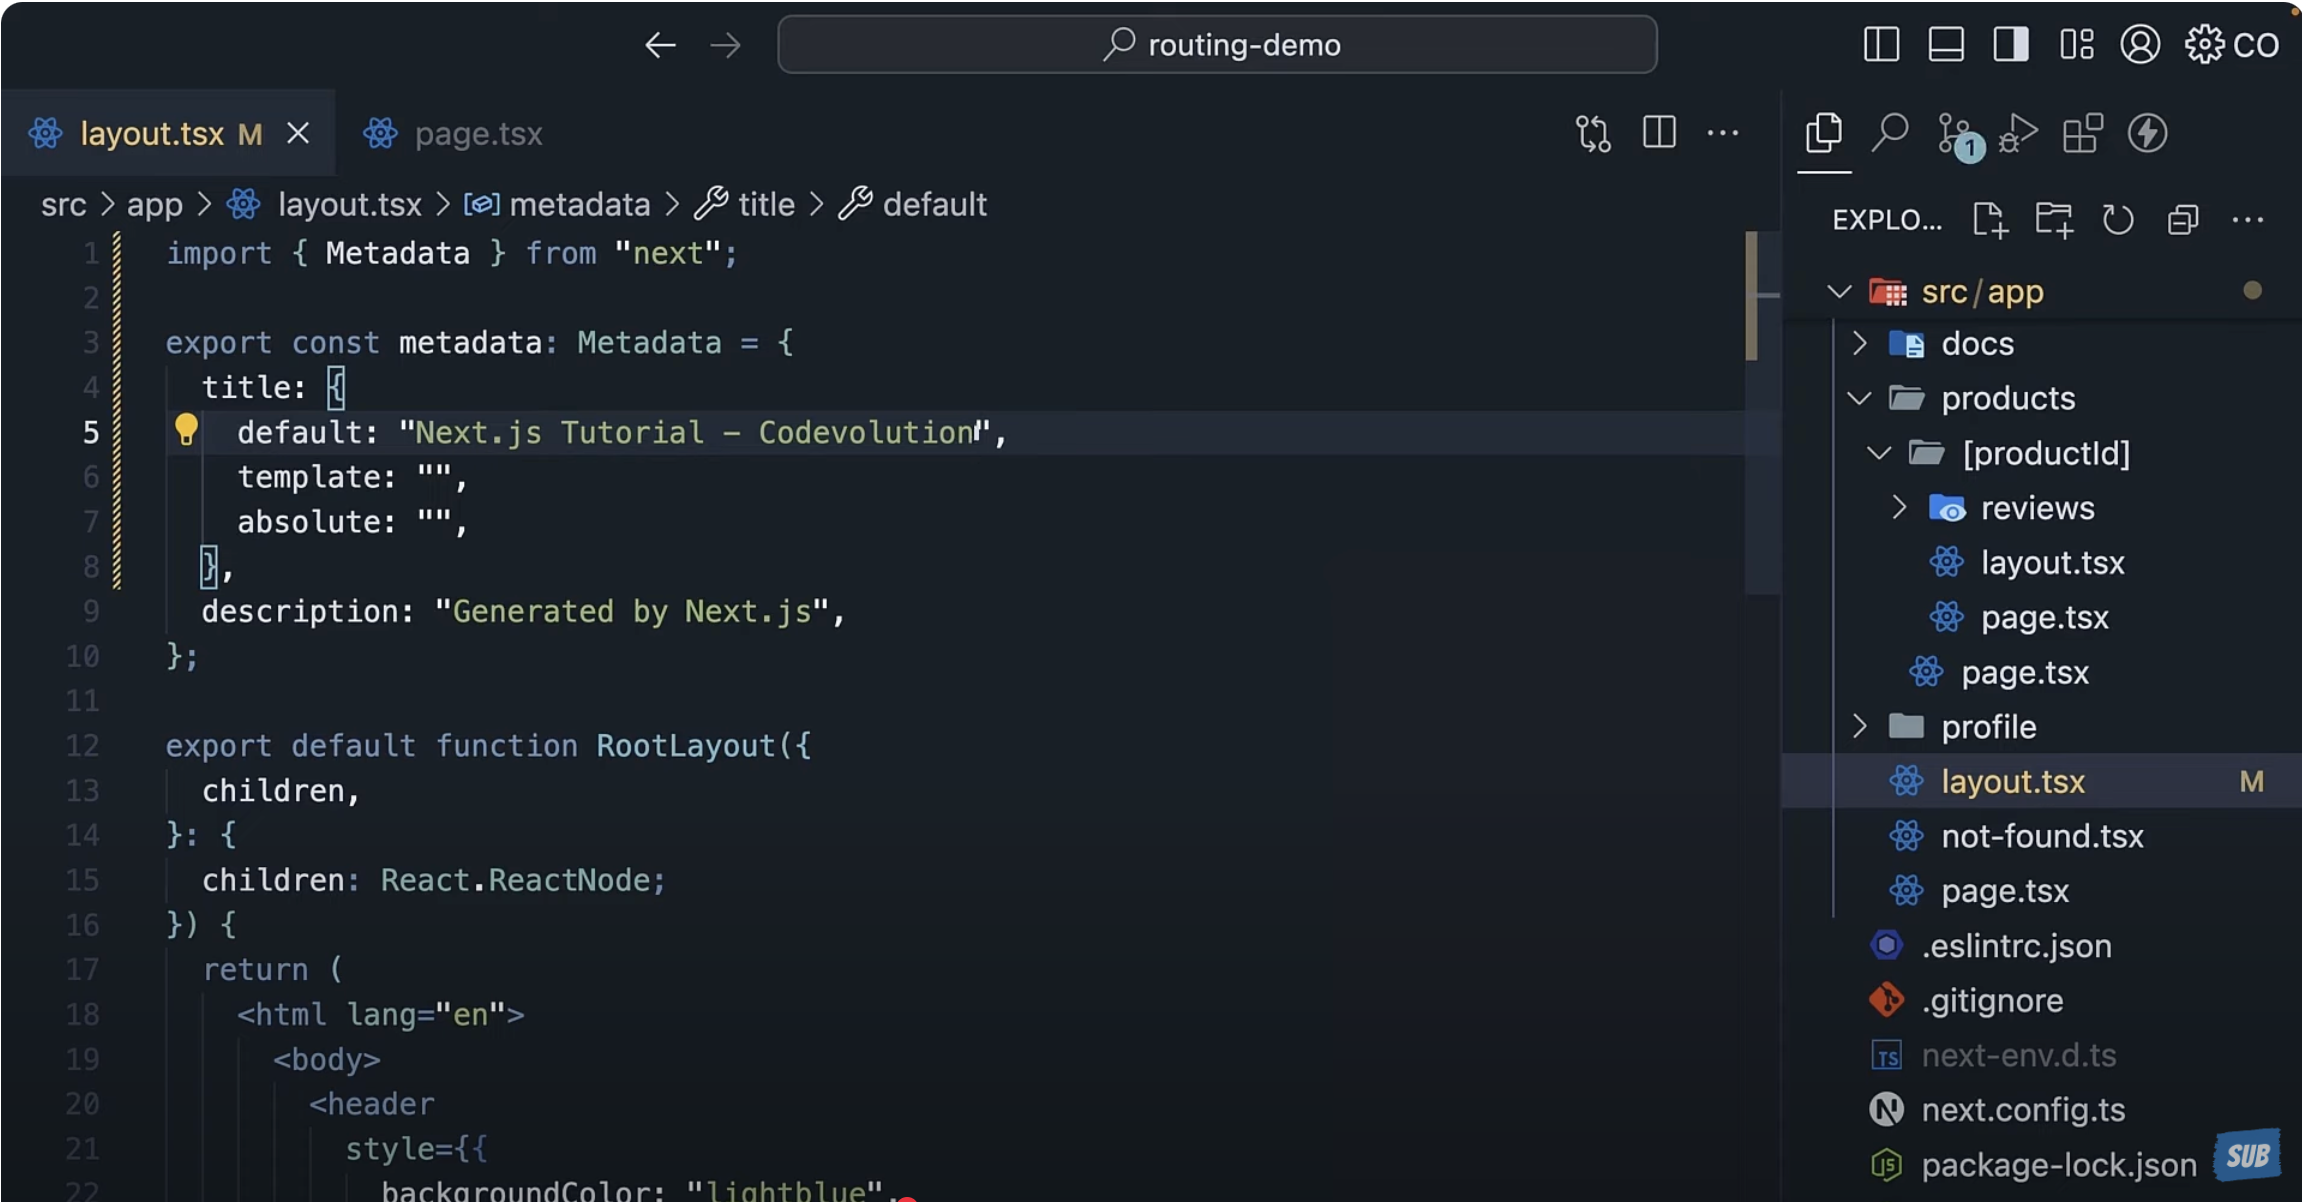 routing-demo
CO
layout.tsx M
page.tsx
1
src > app > layout.tsx > metadata > title > default
EXPLO...
1 import { Metadata } from "next";
2
3 export const metadata: Metadata = {
4 title: {
5 default: "Next.js Tutorial - Codevolution",
6 template: "",
7 absolute: "",
8 },
9 description: "Generated by Next.js",
10 };
11
12 export default function RootLayout({
13 children,
14 }: {
15 children: React.ReactNode;
16 }) {
17 return (
18 <html lang="en">
19 <body>
20 <header
21 style={{
22 backgroundColor: "lightblue",
src/app
docs
products
[productId]
reviews
layout.tsx
page.tsx
page.tsx
profile
layout.tsx M
not-found.tsx
page.tsx
.eslintrc.json
.gitignore
TS next-env.d.ts
N next.config.ts
JS package-lock.json
SUB